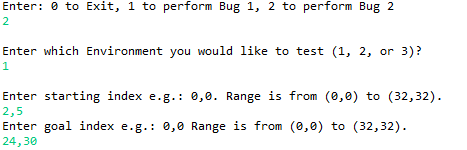 Enter: 0 to Exit, 1 to perform Bug 1, 2 to perform Bug 2
2
Enter which Environment you would like to test (1, 2, or 3)?
1
Enter starting index e.g.: 0,0. Range is from (0,0) to (32,32).
2,5
Enter goal index e.g.: 0,0 Range is from (0,0) to (32,32).
24,30